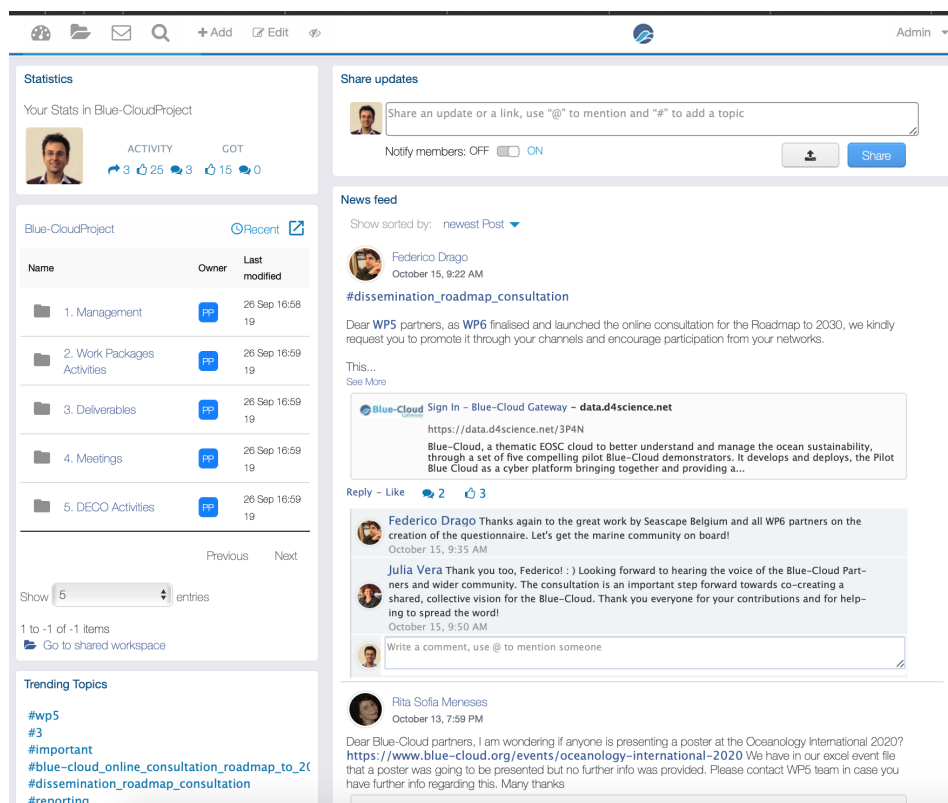 + Add
Edit
Admin
Statistics
Your Stats in Blue-CloudProject
ACTIVITY GOT
3 25 3 15 0
Blue-CloudProject
Recent
Name Owner Last modified
1. Management PP 26 Sep 16:58 19
2. Work Packages Activities PP 26 Sep 16:59 19
3. Deliverables PP 26 Sep 16:59 19
4. Meetings PP 26 Sep 16:59 19
5. DECO Activities PP 26 Sep 16:59 19
Previous Next
Show 5 entries
1 to -1 of -1 items
Go to shared workspace
Trending Topics
#wp5
#3
#important
#blue-cloud_online_consultation_roadmap_to_20
#dissemination_roadmap_consultation
#reporting
Share updates
Share an update or a link, use "@" to mention and "#" to add a topic
Notify members: OFF ON
Share
News feed
Show sorted by: newest Post
Federico Drago
October 15, 9:22 AM
#dissemination_roadmap_consultation
Dear WP5 partners, as WP6 finalised and launched the online consultation for the Roadmap to 2030, we kindly
request you to promote it through your channels and encourage participation from your networks.
This...
See More
Blue-Cloud Gateway
Sign In – Blue-Cloud Gateway – data.d4science.net
https://data.d4science.net/3P4N
Blue-Cloud, a thematic EOSC cloud to better understand and manage the ocean sustainability,
through a set of five compelling pilot Blue-Cloud demonstrators. It develops and deploys, the Pilot
Blue Cloud as a cyber platform bringing together and providing a...
Reply – Like 2 3
Federico Drago Thanks again to the great work by Seascape Belgium and all WP6 partners on the
creation of the questionnaire. Let's get the marine community on board!
October 15, 9:35 AM
Julia Vera Thank you too, Federico! : ) Looking forward to hearing the voice of the Blue-Cloud Part-
ners and wider community. The consultation is an important step forward towards co-creating a
shared, collective vision for the Blue-Cloud. Thank you everyone for your contributions and for help-
ing to spread the word!
October 15, 9:50 AM
Write a comment, use @ to mention someone
Rita Sofia Meneses
October 13, 7:59 PM
Dear Blue-Cloud partners, I am wondering if anyone is presenting a poster at the Oceanology International 2020?
https://www.blue-cloud.org/events/oceanology-international-2020 We have in our excel event file
that a poster was going to be presented but no further info was provided. Please contact WP5 team in case you
have further info regarding this. Many thanks